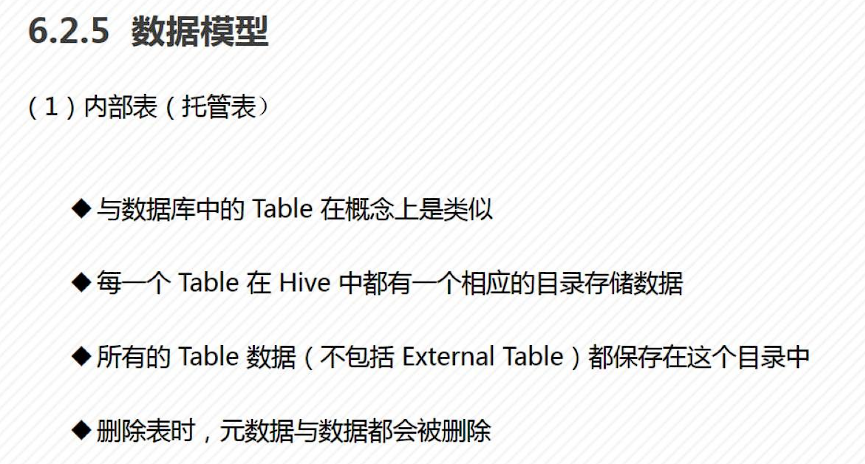 6.2.5 数据模型
（1）内部表（托管表）
◆与数据库中的 Table 在概念上是类似
◆每一个 Table 在 Hive 中都有一个相应的目录存储数据
◆所有的 Table 数据（不包括 External Table）都保存在这个目录中
◆删除表时，元数据与数据都会被删除